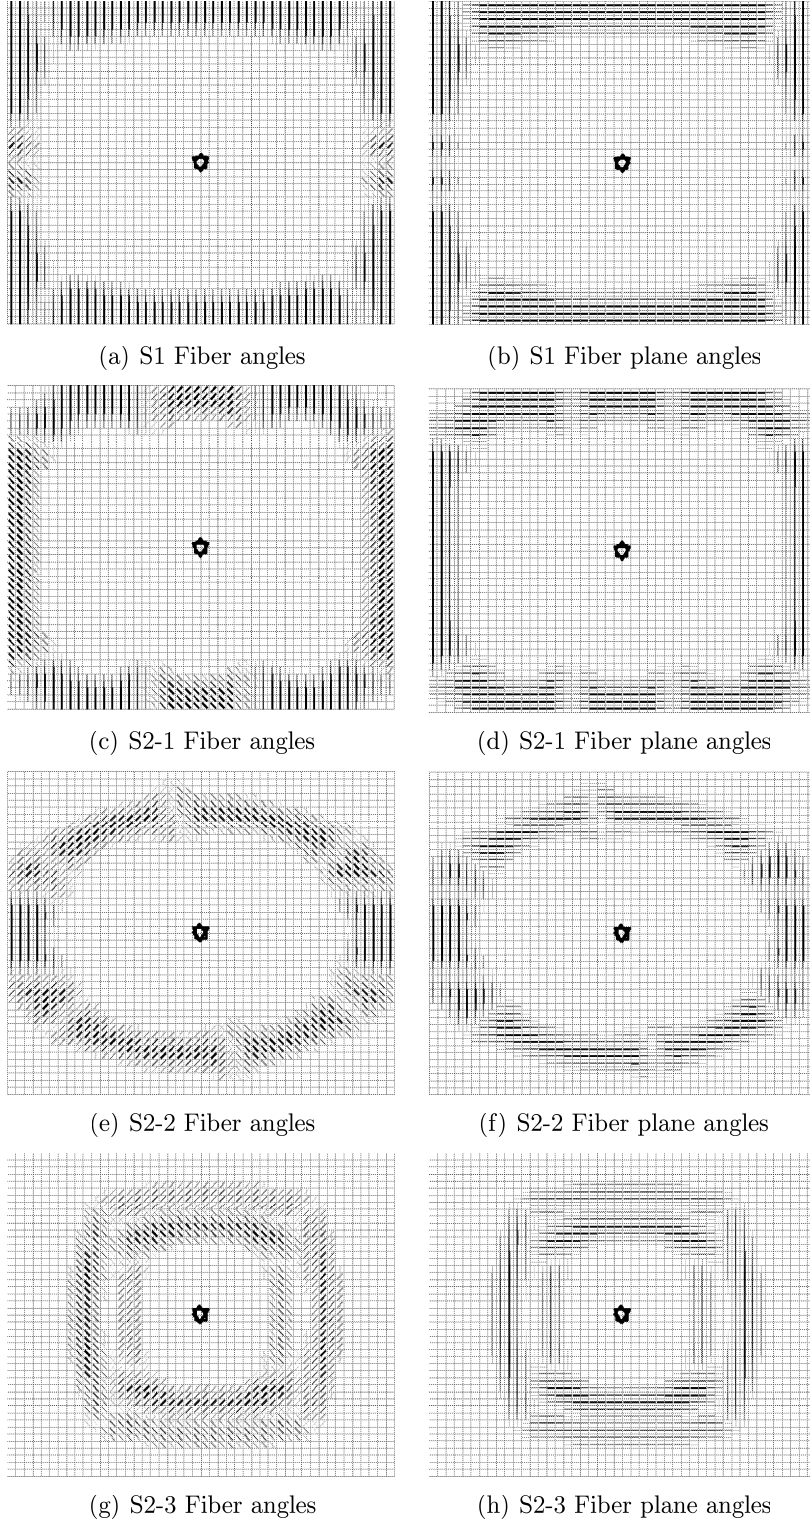 (a) S1 Fiber angles
(b) S1 Fiber plane angles
(c) S2-1 Fiber angles
(d) S2-1 Fiber plane angles
(e) S2-2 Fiber angles
(f) S2-2 Fiber plane angles
(g) S2-3 Fiber angles
(h) S2-3 Fiber plane angles